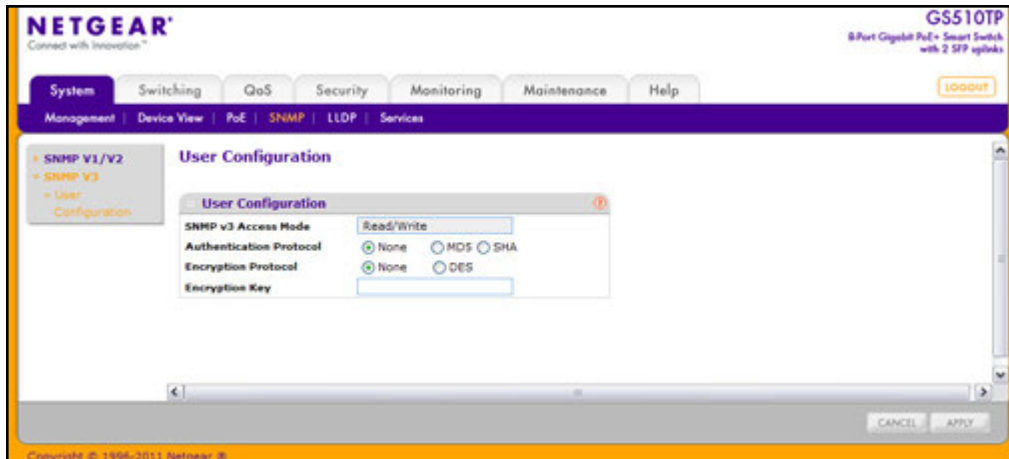 NETGEAR®
Connect with Innovation™
GS510TP
8-Port Gigabit PoE+ Smart Switch
with 2 SFP uplinks
System Switching QoS Security Monitoring Maintenance Help LOGOUT
Management | Device View | PoE | SNMP | LLDP | Services
SNMP V1/V2
SNMP V3
User
Configuration
User Configuration
User Configuration
SNMP v3 Access Mode Read/Write
Authentication Protocol None MD5 SHA
Encryption Protocol None DES
Encryption Key
CANCEL APPLY
Copyright © 1996-2011 Netgear ®